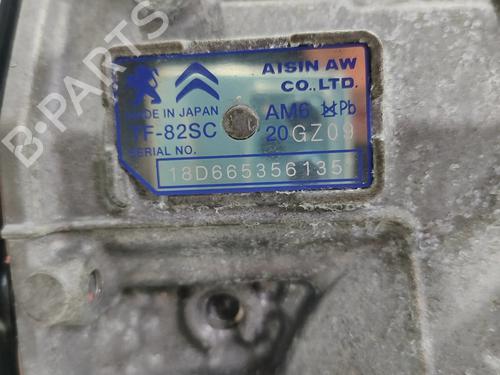 AISIN AW
CO., LTD.
MADE IN JAPAN
TF-82SC
AM6 Pb
20GZ09
SERIAL NO.
18D665356135
B-PARTS